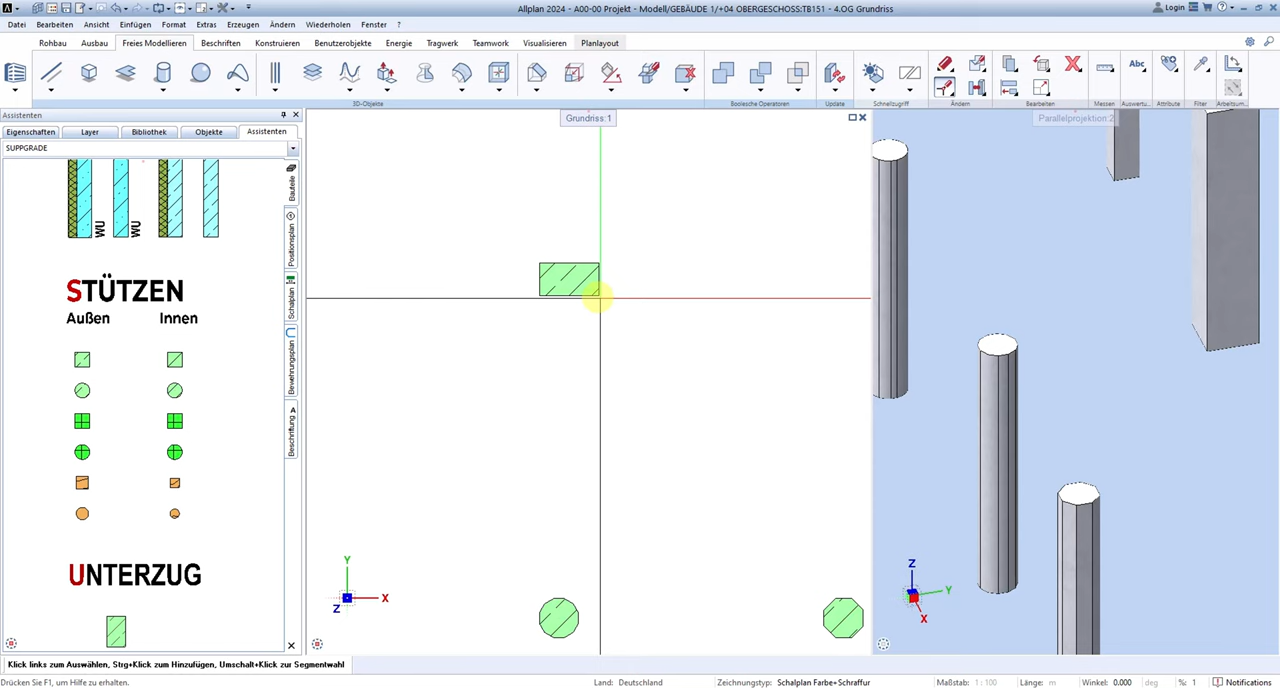 Allplan 2024 - A00-00 Projekt - Modell/GEBÄUDE 1/+04 OBERGESCHOSS:TB151 - 4.OG Grundriss
Login
Datei Bearbeiten Ansicht Einfügen Format Extras Erzeugen Ändern Wiederholen Fenster ?
Rohbau Ausbau Freies Modellieren Beschriften Konstruieren Benutzerobjekte Energie Tragwerk Teamwork Visualisieren Planlayout
Abc
3D-Objekte Boolesche Operatoren Update Schnellzugriff Ändern Bearbeiten Messen Auswertu... Attribute Filter Arbeitsum...
Assistenten
Eigenschaften Layer Bibliothek Objekte Assistenten
SUPPGRADE
Grundriss:1
Parallelprojektion:2
Bauteile
Positionsplan
Schalplan
Bewehrungsplan
Beschriftung
A
WU
WU
STÜTZEN
Außen Innen
UNTERZUG
Y
Z
X
Z
Y
X
Klick links zum Auswählen, Strg+Klick zum Hinzufügen, Umschalt+Klick zur Segmentwahl
Drücken Sie F1, um Hilfe zu erhalten.
Land: Deutschland
Zeichnungstyp: Schalplan Farbe+Schraffur
Maßstab: 1 : 100
Länge: m
Winkel: 0.000 deg
%: 1
Notifications